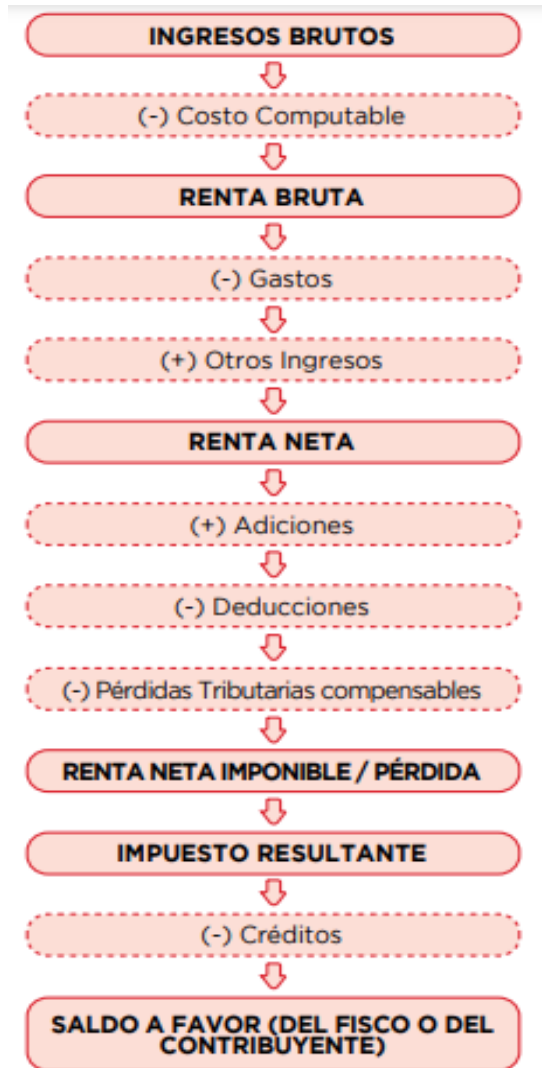 INGRESOS BRUTOS
(-) Costo Computable
RENTA BRUTA
(-) Gastos
(+) Otros Ingresos
RENTA NETA
(+) Adiciones
(-) Deducciones
(-) Pérdidas Tributarias compensables
RENTA NETA IMPONIBLE / PÉRDIDA
IMPUESTO RESULTANTE
(-) Créditos
SALDO A FAVOR (DEL FISCO O DEL
CONTRIBUYENTE)